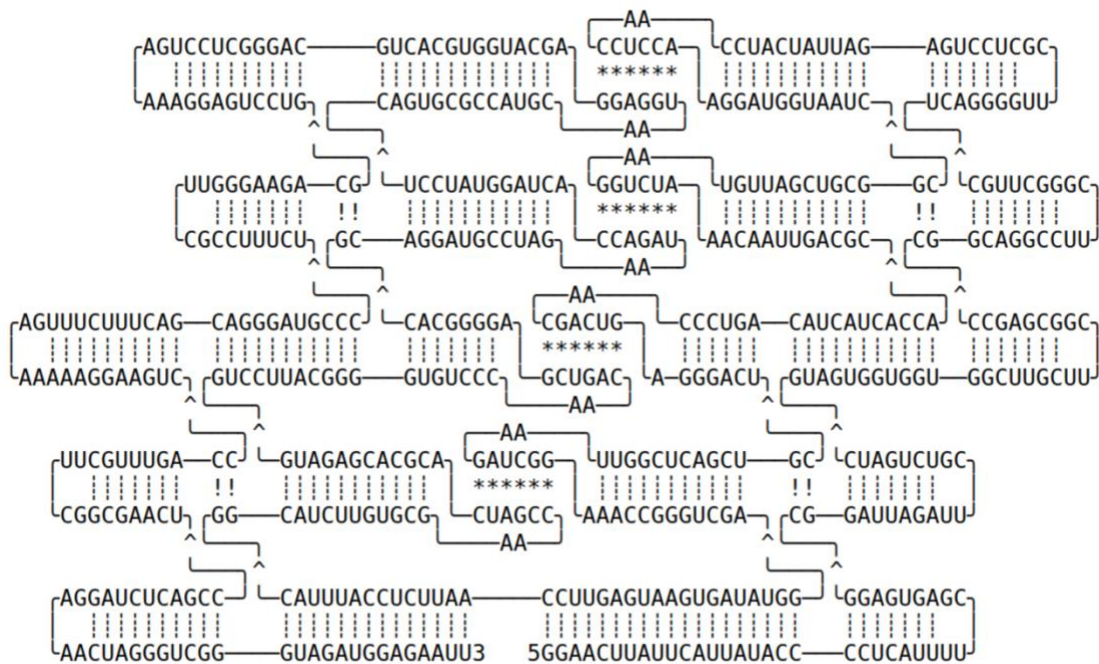 AA
AGUCCUCGGGAC GUCACGUGGUACGA CCUCCA CCUACUAUUAG AGUCCUCGC
******
AAAGGAGUCCUG CAGUGCGCCAUGC GGAGGU AGGAUGGUAAUC UCAGGGGUU
^ AA ^
^ AA ^
UUGGGAAGA CG UCCUAUGGAUCA GGUCUA UGUUAGCUGCG GC CGUUCGGGC
!! ****** !!
CGCCUUUCU GC AGGAUGCCUAG CCAGAU AACAAUUGACGC CG GCAGGCCUU
^ AA ^
^ AA ^
AGUUUCUUUCAG CAGGGAUGCCC CACGGGGA CGACUG CCCUGA CAUCAUCACCA CCGAGCGGC
******
AAAAAGGAAGUC GUCCUUACGGG GUGUCCC GCUGAC A GGGACU GUAGUGGUGGU GGCUUGCUU
^ AA ^
^ AA ^
UUCGUUUGA CC GUAGAGCACGCA GAUCGG UUGGCUCAGCU GC CUAGUCUGC
!! ****** !!
CGGCGAACU GG CAUCUUGUGCG CUAGCC AAACCGGGUCGA CG GAUUAGAUU
^ AA ^
^ ^
AGGAUCUCAGCC CAUUUACCUCUUAA CCUUGAGUAAGUGAUAUGG GGAGUGAGC
AACUAGGGUCGG GUAGAUGGAGAAUU3 5GGAACUUAUUCAUUAUACC CCUCAUUUU